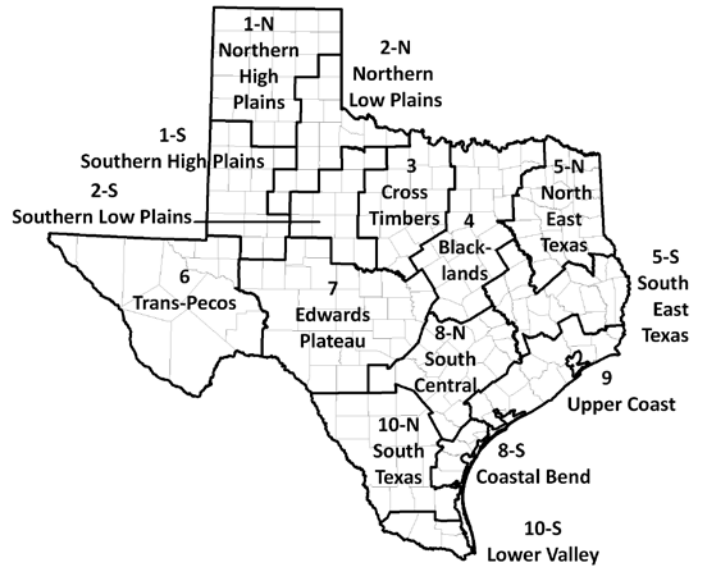 1-N
Northern
High
Plains
2-N
Northern
Low Plains
1-S
Southern High Plains
2-S
Southern Low Plains
3
Cross
Timbers
4
Black-
lands
5-N
North
East
Texas
5-S
South
East
Texas
6
Trans-Pecos
7
Edwards
Plateau
8-N
South
Central
9
Upper Coast
10-N
South
Texas
8-S
Coastal Bend
10-S
Lower Valley